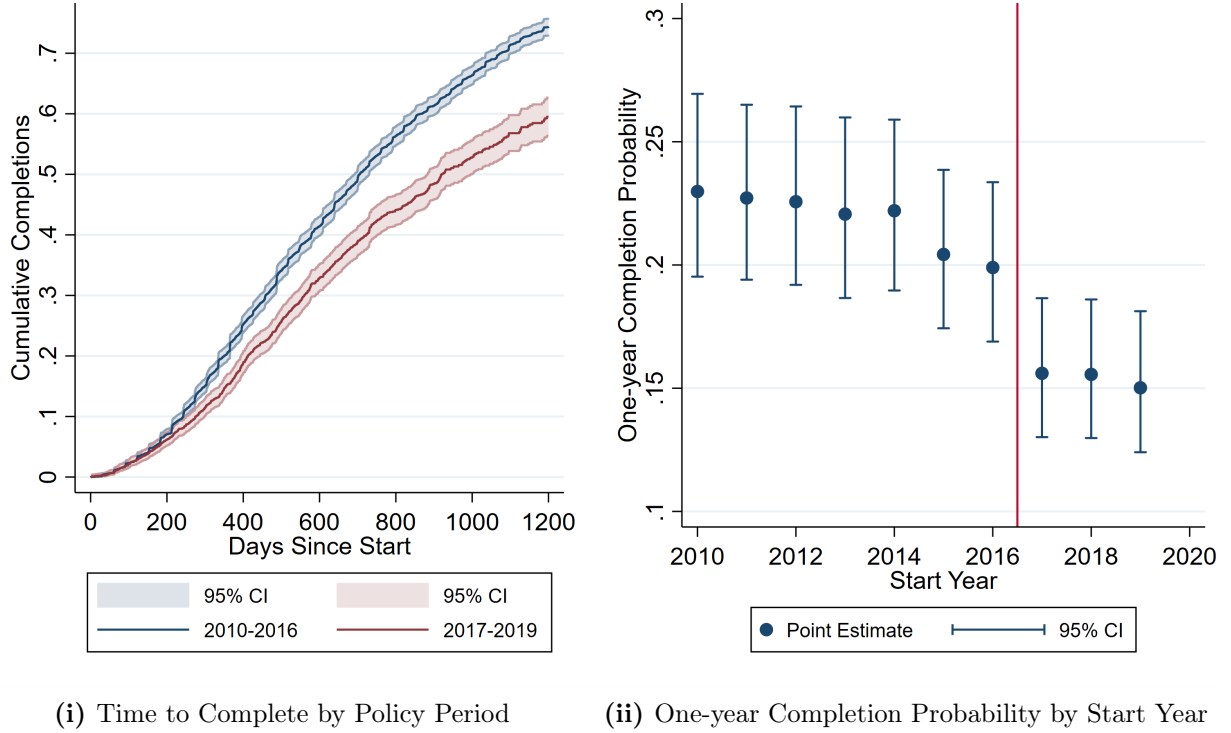 Cumulative Completions
.7
.6
.5
.4
.3
.2
.1
0
0 200 400 600 800 1000 1200
Days Since Start
95% CI 95% CI
2010-2016 2017-2019
(i) Time to Complete by Policy Period
One-year Completion Probability
.3
.25
.2
.15
.1
2010 2012 2014 2016 2018 2020
Start Year
Point Estimate 95% CI
(ii) One-year Completion Probability by Start Year